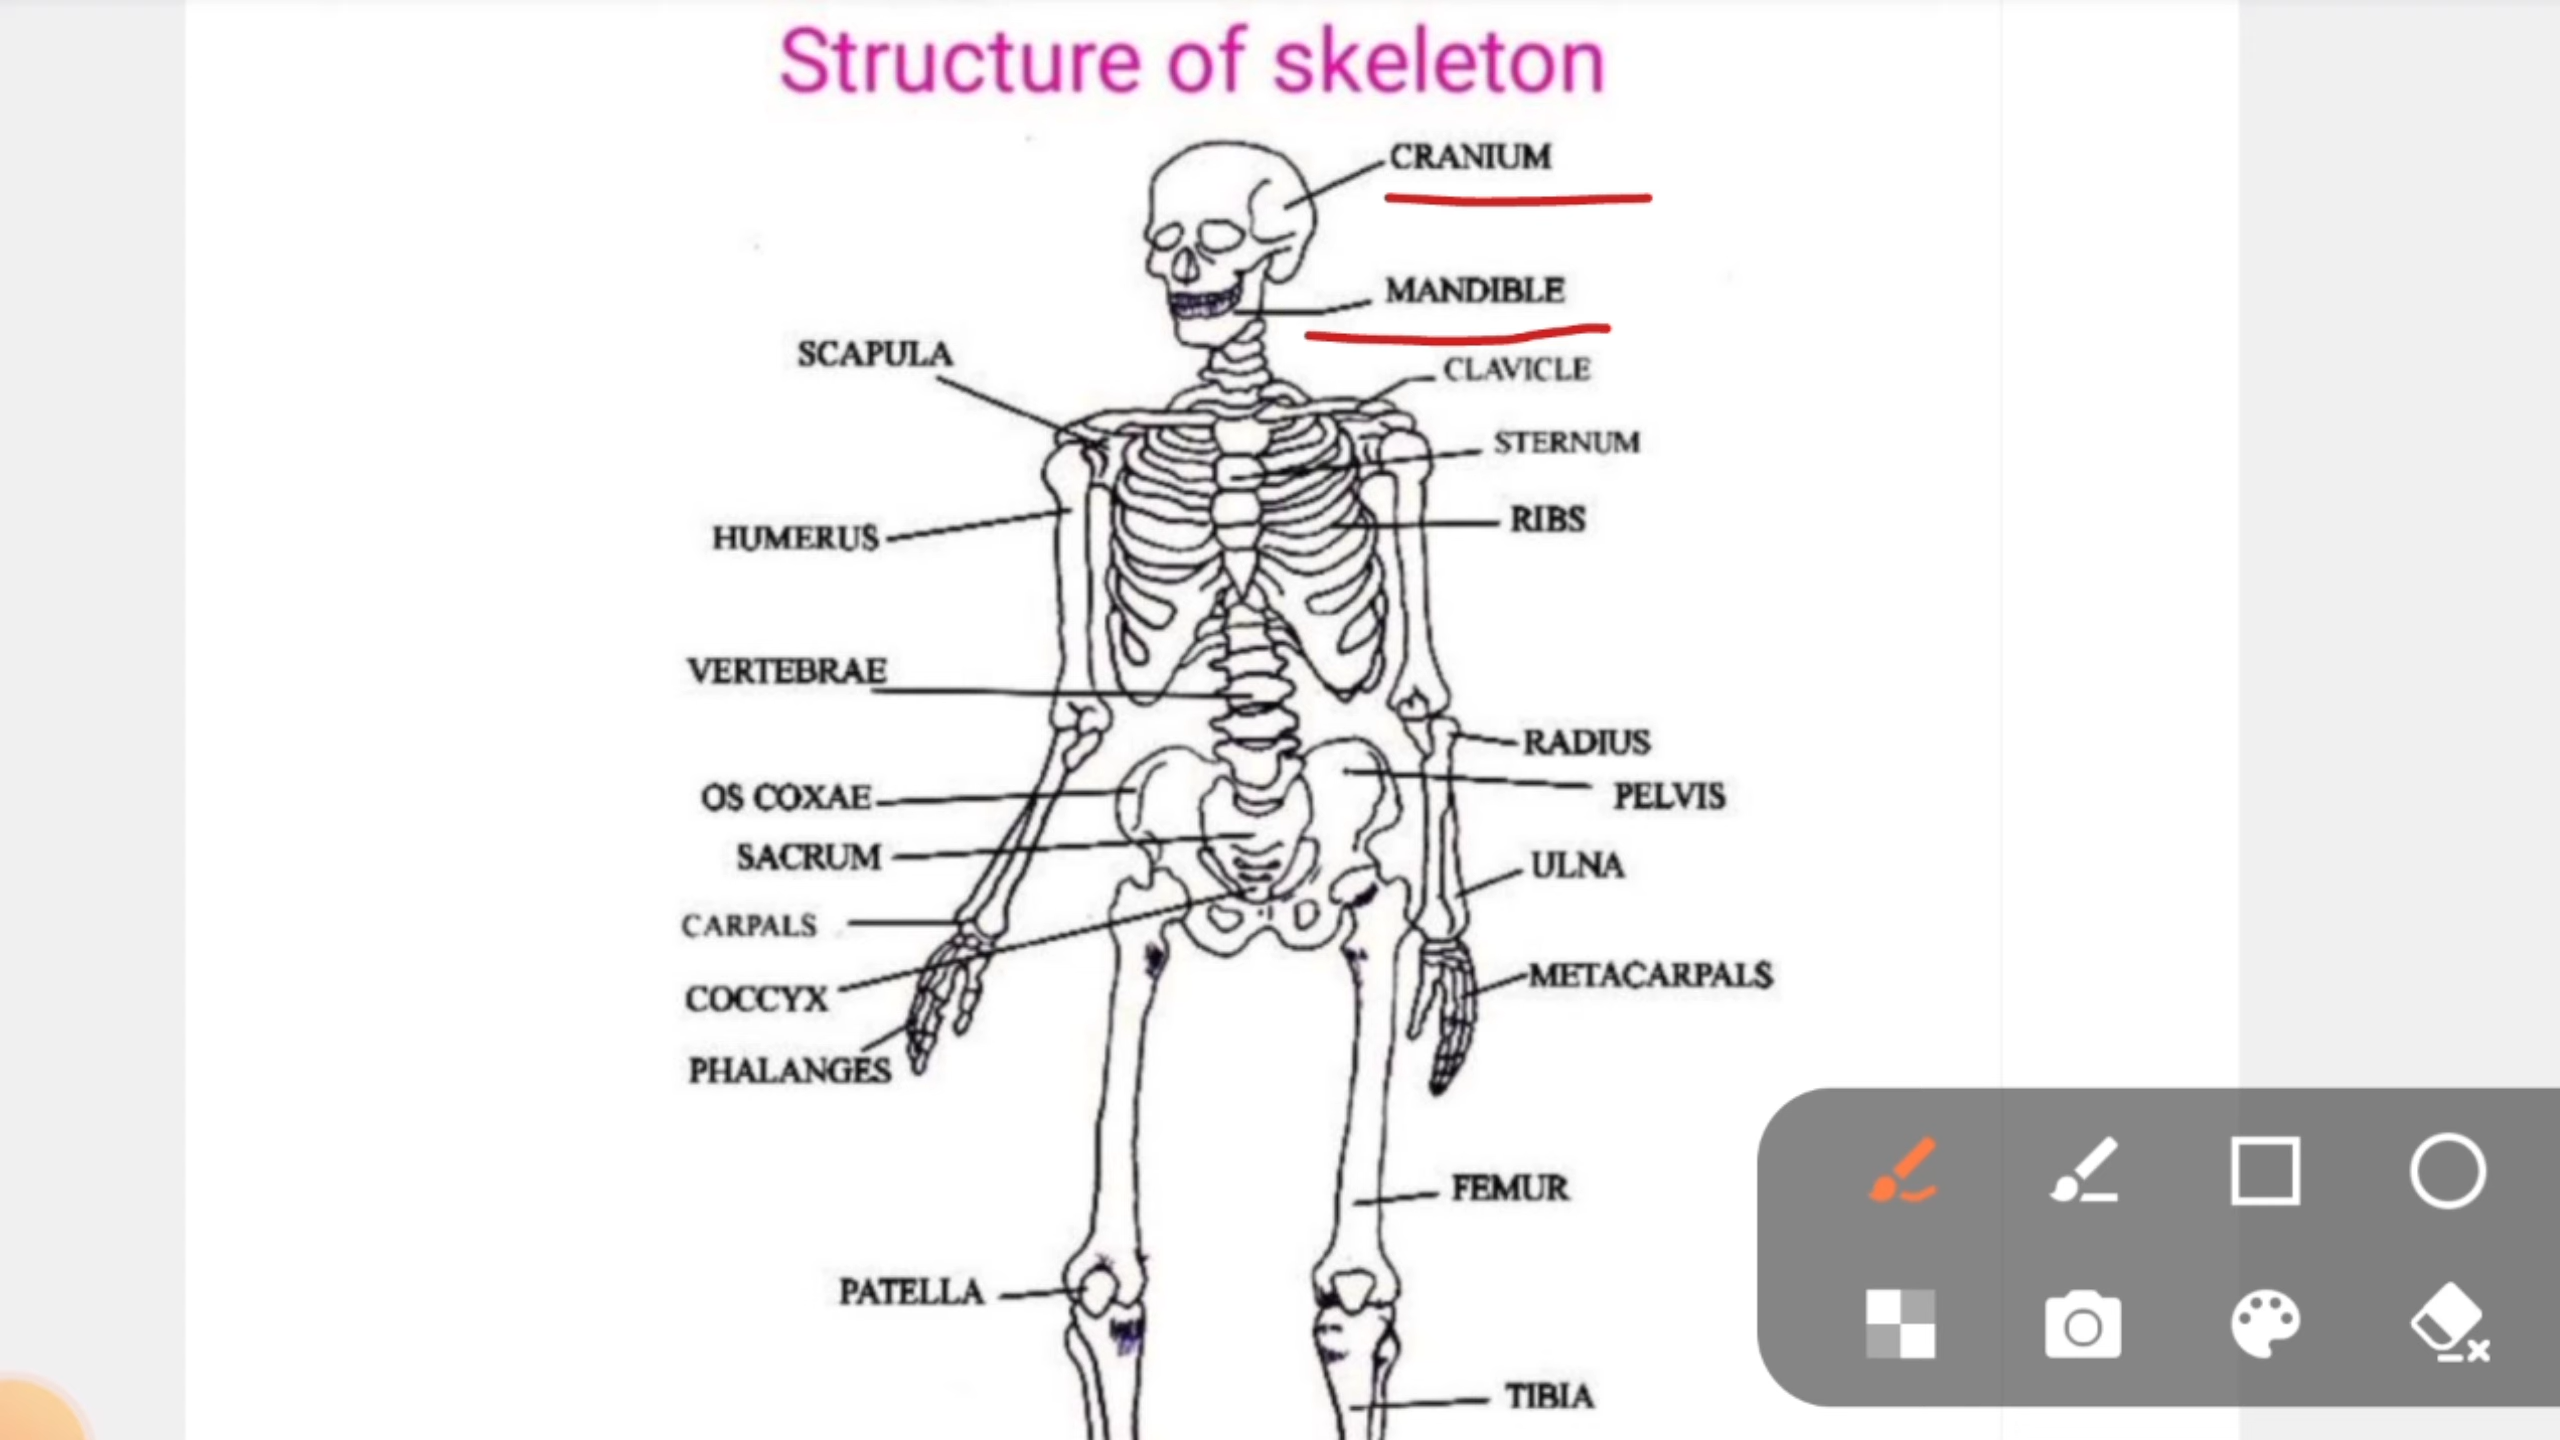 Structure of skeleton
CRANIUM
MANDIBLE
SCAPULA
CLAVICLE
STERNUM
RIBS
HUMERUS
VERTEBRAE
RADIUS
OS COXAE
PELVIS
SACRUM
ULNA
CARPALS
METACARPALS
COCCYX
PHALANGES
FEMUR
PATELLA
TIBIA